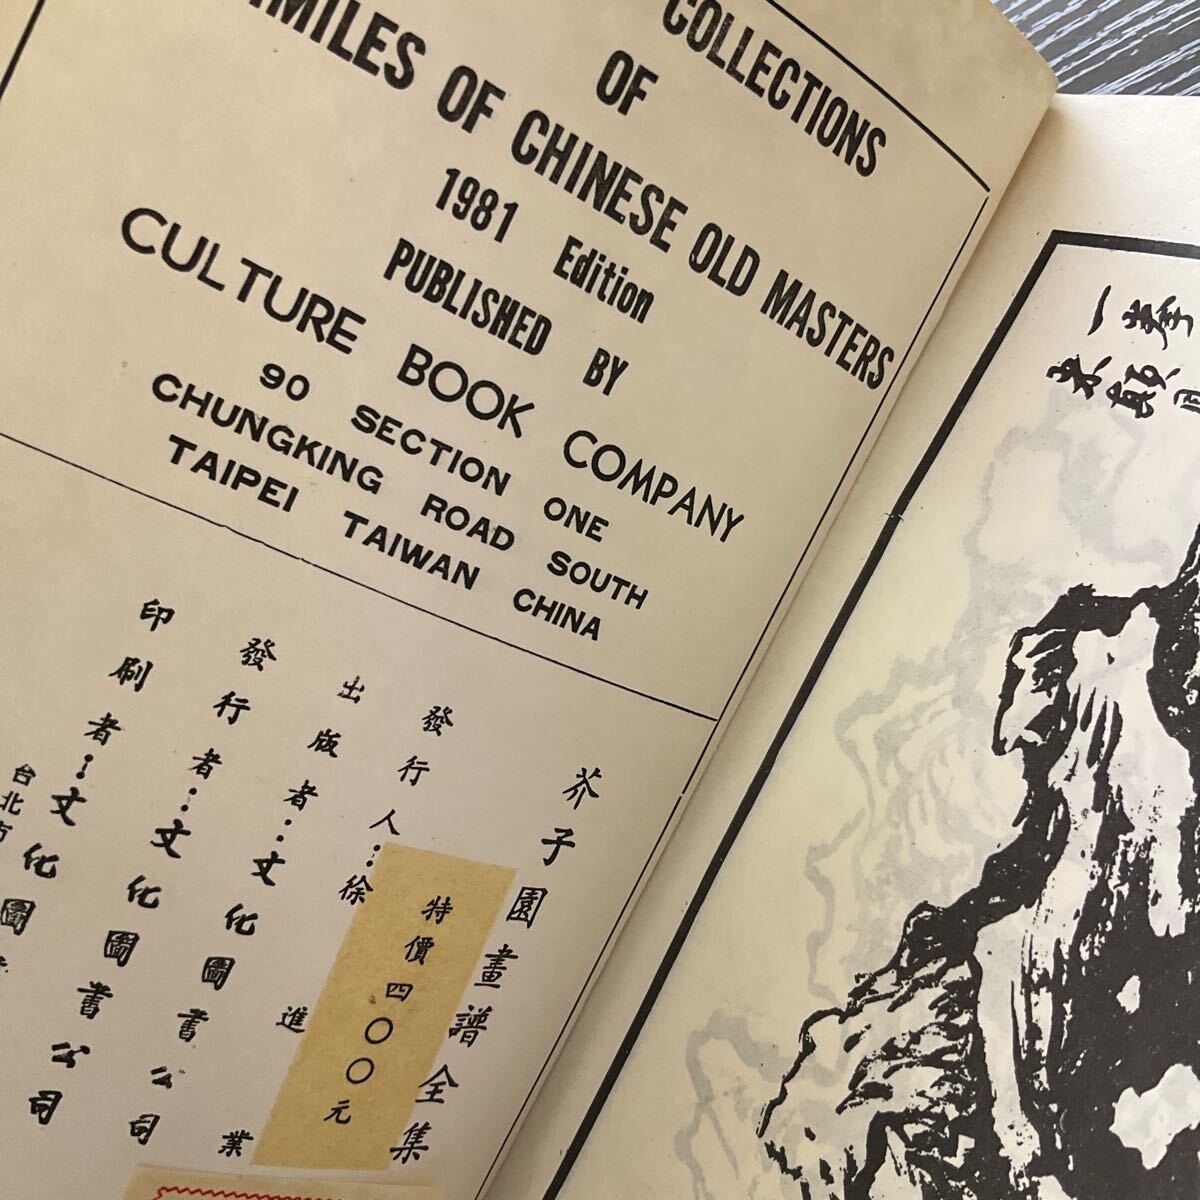 COLLECTIONS
OF
OF CHINESE OLD MASTERS
1981 Edition
PUBLISHED BY
CULTURE BOOK COMPANY
90 SECTION ONE
CHUNGKING ROAD SOUTH
TAIPEI TAIWAN CHINA
芥子園畫譜全集
特價四〇〇元
發行人：徐進業
出版者：文化圖書公司
發行者：文化圖書公司
印刷者：文化圖書公司
台北市